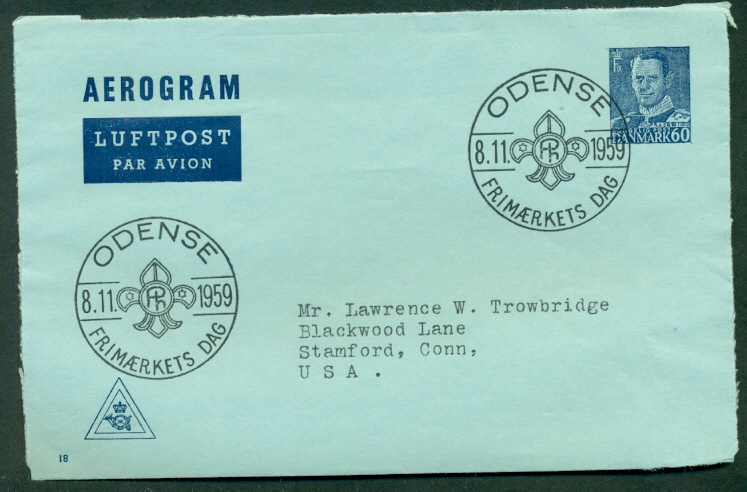 AEROGRAM
LUFTPOST
PAR AVION
ODENSE
8.11. 1959
FRIMÆRKETS DAG
DANMARK 60
ODENSE
8.11. 1959
FRIMÆRKETS DAG
Mr. Lawrence W. Trowbridge
Blackwood Lane
Stamford, Conn,
U S A .
18